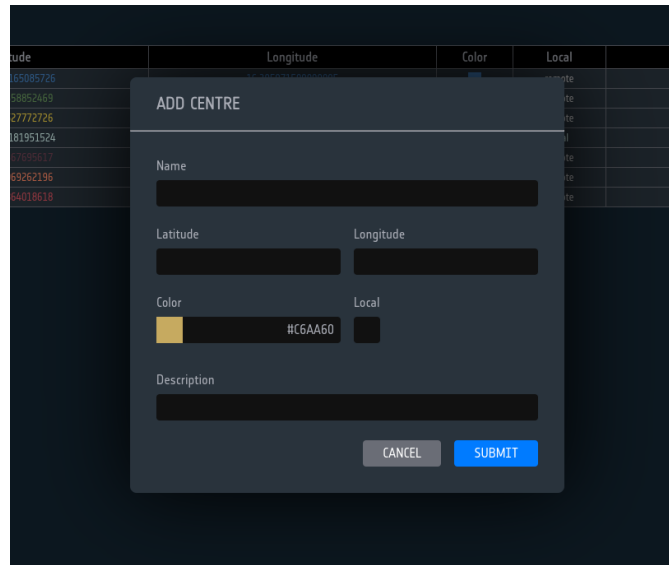 Longitude Color Local
165085726
58852469
27772726
181951524
67695617
69262196
64018618
ADD CENTRE
Name
Latitude Longitude
Color Local
#C6AA60
Description
CANCEL SUBMIT